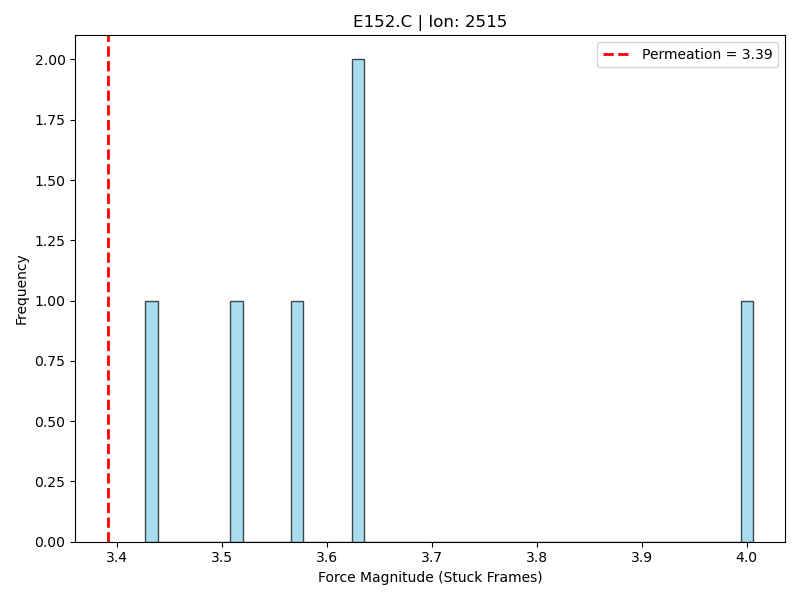 E152.C | Ion: 2515
Permeation = 3.39
2.00
1.75
1.50
1.25
1.00
0.75
0.50
0.25
0.00
Frequency
3.4 3.5 3.6 3.7 3.8 3.9 4.0
Force Magnitude (Stuck Frames)